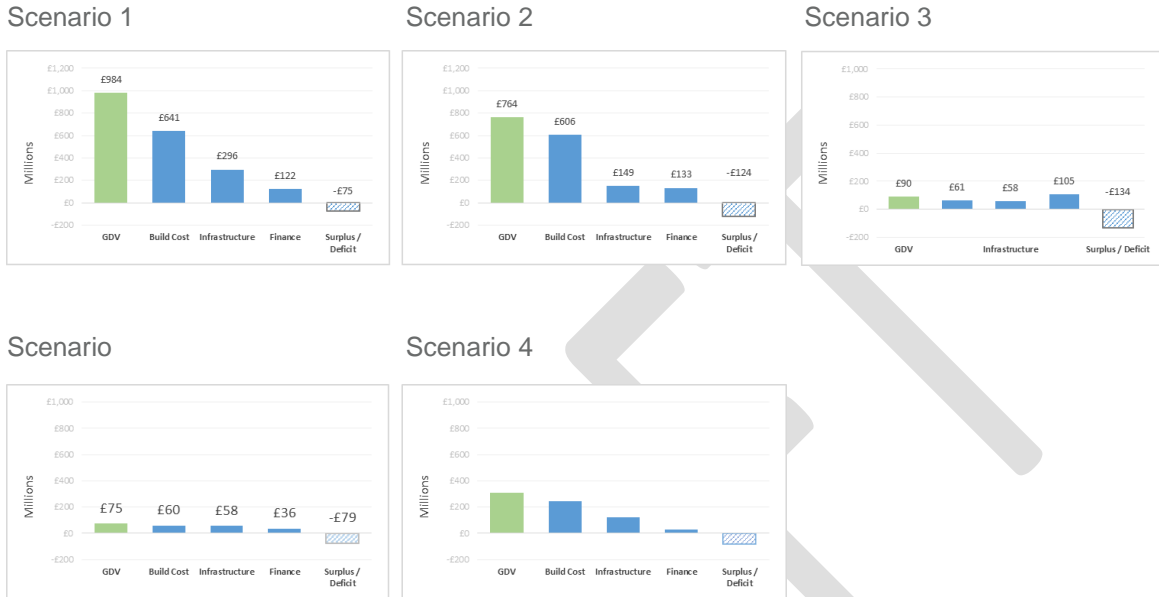 Scenario 1
£1,200
£1,000
£800
£600
£400
£200
£0
-£200
Millions
£984
£641
£296
£122
-£75
GDV
Build Cost
Infrastructure
Finance
Surplus /
Deficit
Scenario 2
£1,200
£1,000
£800
£600
£400
£200
£0
-£200
Millions
£764
£606
£149
£133
-£124
GDV
Build Cost
Infrastructure
Finance
Surplus /
Deficit
Scenario 3
£1,000
£800
£600
£400
£200
£0
-£200
Millions
£90
£61
£58
£105
-£134
GDV
Infrastructure
Surplus / Deficit
Scenario
£1,000
£800
£600
£400
£200
£0
-£200
Millions
£75
£60
£58
£36
-£79
GDV
Build Cost
Infrastructure
Finance
Surplus /
Deficit
Scenario 4
£1,000
£800
£600
£400
£200
£0
-£200
Millions
GDV
Build Cost
Infrastructure
Finance
Surplus /
Deficit